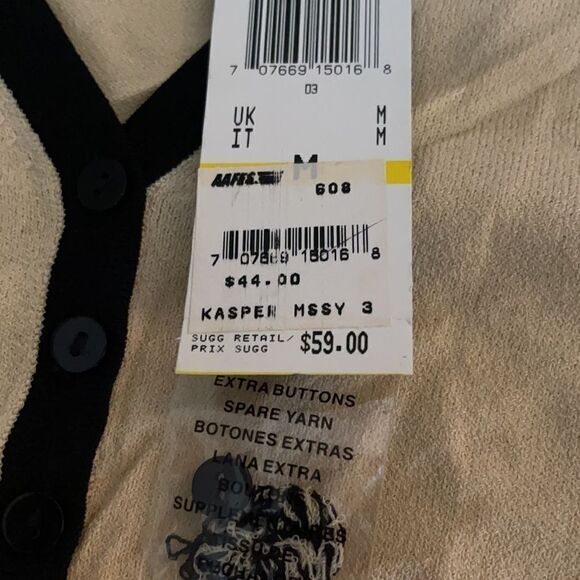 7 07669 15016 8
03
UK M
IT M
M
AAFES
608
7 07669 15016 8
$44.00
KASPER MSSY 3
SUGG RETAIL/
PRIX SUGG $59.00
EXTRA BUTTONS
SPARE YARN
BOTONES EXTRAS
LANA EXTRA